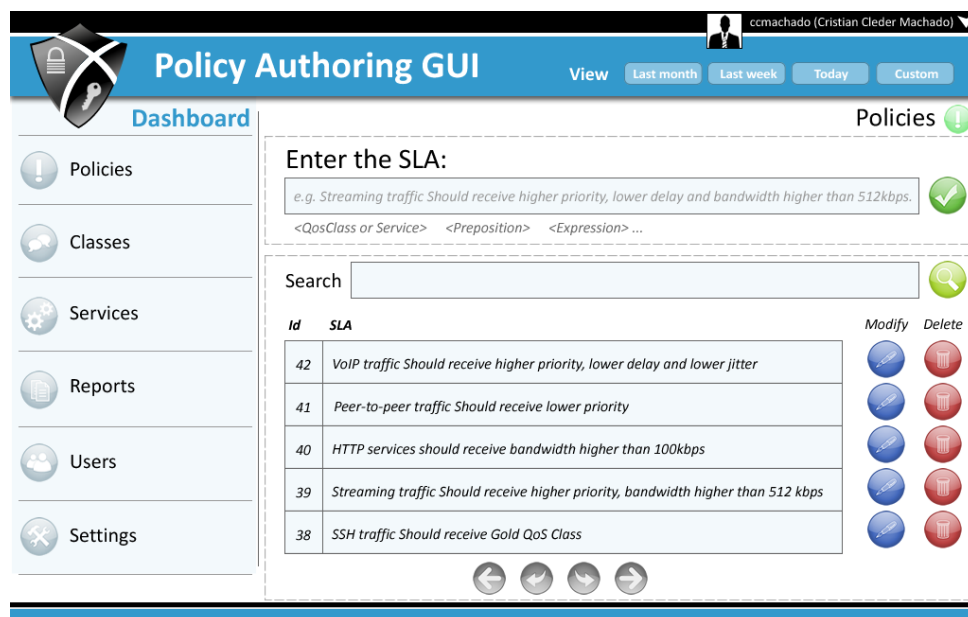 ccmachado (Cristian Cleder Machado)
Policy Authoring GUI
View Last month Last week Today Custom
Dashboard
Policies
Policies
Classes
Services
Reports
Users
Settings
Enter the SLA:
e.g. Streaming traffic Should receive higher priority, lower delay and bandwidth higher than 512kbps.
<QosClass or Service> <Preposition> <Expression> ...
Search
Id SLA Modify Delete
42 VoIP traffic Should receive higher priority, lower delay and lower jitter
41 Peer-to-peer traffic Should receive lower priority
40 HTTP services should receive bandwidth higher than 100kbps
39 Streaming traffic Should receive higher priority, bandwidth higher than 512 kbps
38 SSH traffic Should receive Gold QoS Class